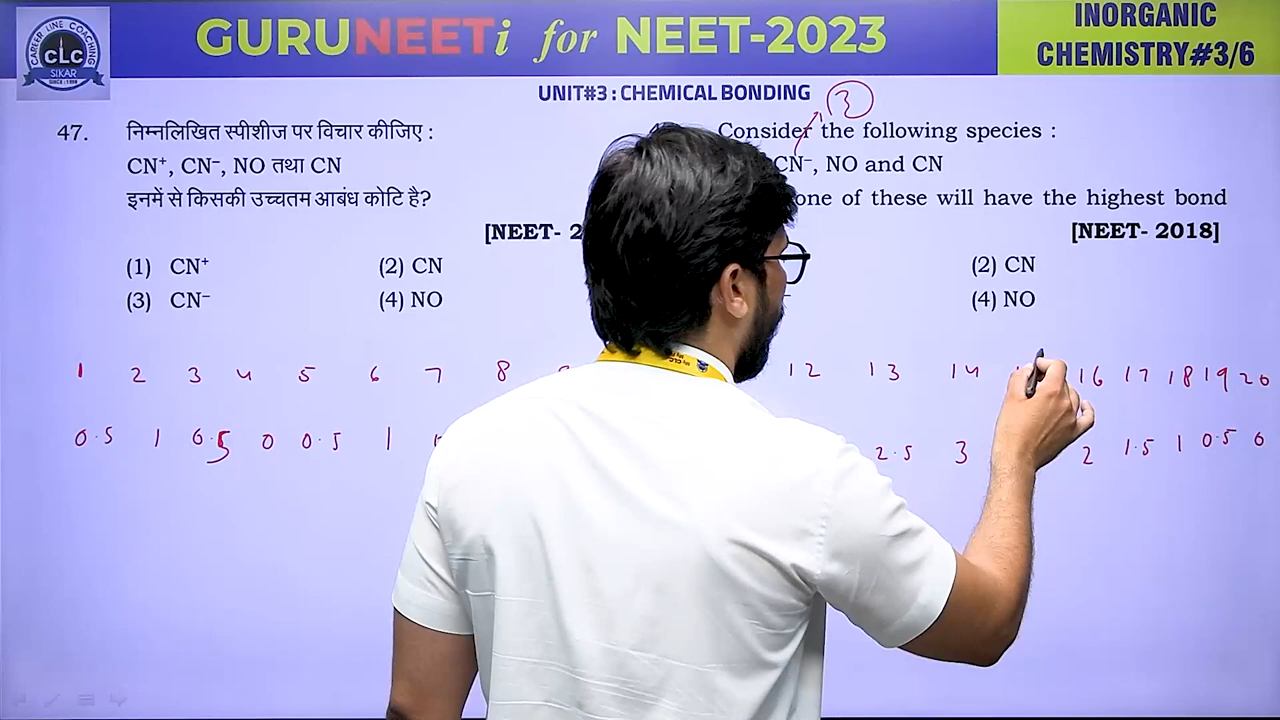 CAREER LINE COACHING
CLC
SIKAR
SINCE : 1996
GURUNEETi for NEET-2023
INORGANIC
CHEMISTRY#3/6
UNIT#3 : CHEMICAL BONDING
3
47. निम्नलिखित स्पीशीज पर विचार कीजिए :
CN⁺, CN⁻, NO तथा CN
इनमें से किसकी उच्चतम आबंध कोटि है?
[NEET- 2
(1) CN⁺ (2) CN
(3) CN⁻ (4) NO
Consider the following species :
CN⁻, NO and CN
one of these will have the highest bond
[NEET- 2018]
(2) CN
(4) NO
1 2 3 4 5 6 7 8 12 13 14 16 17 18 19 20
0.5 1 0.5 0 0.5 1 2.5 3 2 1.5 1 0.5 0